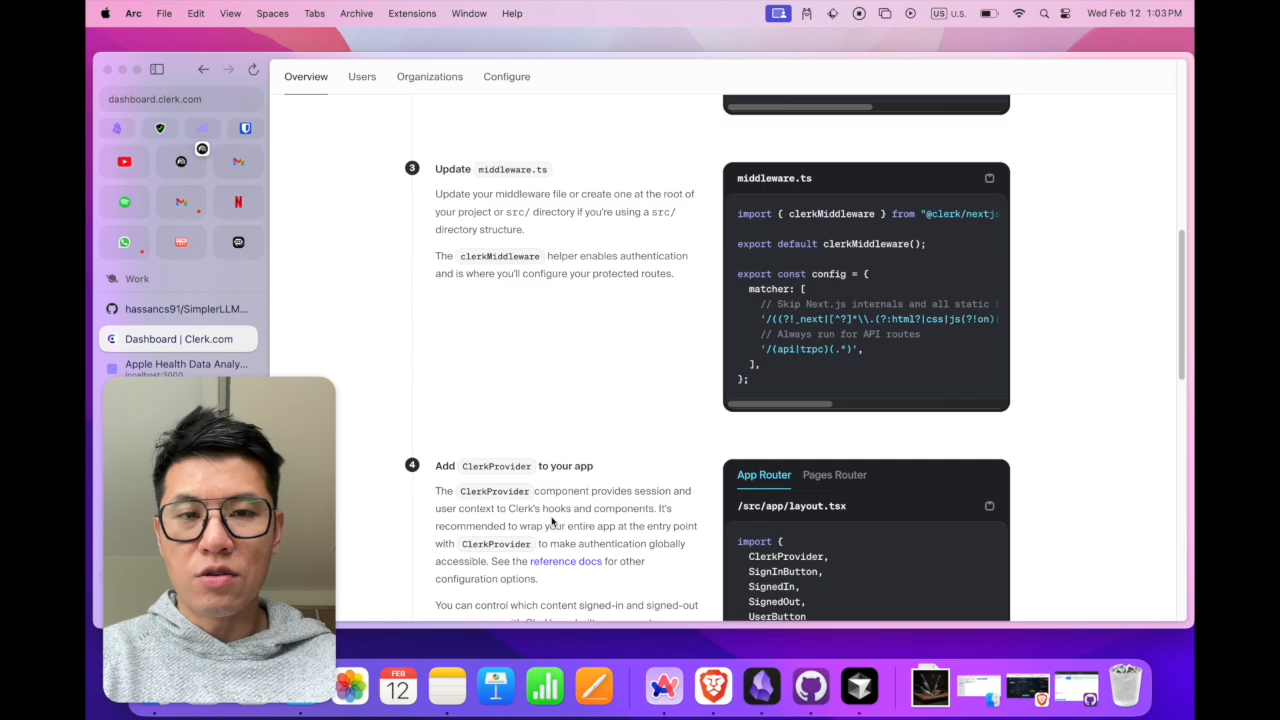 Arc File Edit View Spaces Tabs Archive Extensions Window Help
US U.S. Wed Feb 12 1:03 PM
dashboard.clerk.com
Work
hassancs91/SimplerLLM...
Dashboard | Clerk.com
Apple Health Data Analy...
localhost:3000
Overview Users Organizations Configure
3 Update middleware.ts
Update your middleware file or create one at the root of
your project or src/ directory if you're using a src/
directory structure.
The clerkMiddleware helper enables authentication
and is where you'll configure your protected routes.
middleware.ts
import { clerkMiddleware } from "@clerk/nextjs
export default clerkMiddleware();
export const config = {
matcher: [
// Skip Next.js internals and all static
'/((?!_next|[^?]*\\.(?:html?|css|js(?!on)|
// Always run for API routes
'/(api|trpc)(.*)',
],
};
4 Add ClerkProvider to your app
The ClerkProvider component provides session and
user context to Clerk's hooks and components. It's
recommended to wrap your entire app at the entry point
with ClerkProvider to make authentication globally
accessible. See the reference docs for other
configuration options.
You can control which content signed-in and signed-out
App Router Pages Router
/src/app/layout.tsx
import {
ClerkProvider,
SignInButton,
SignedIn,
SignedOut,
UserButton
FEB
12